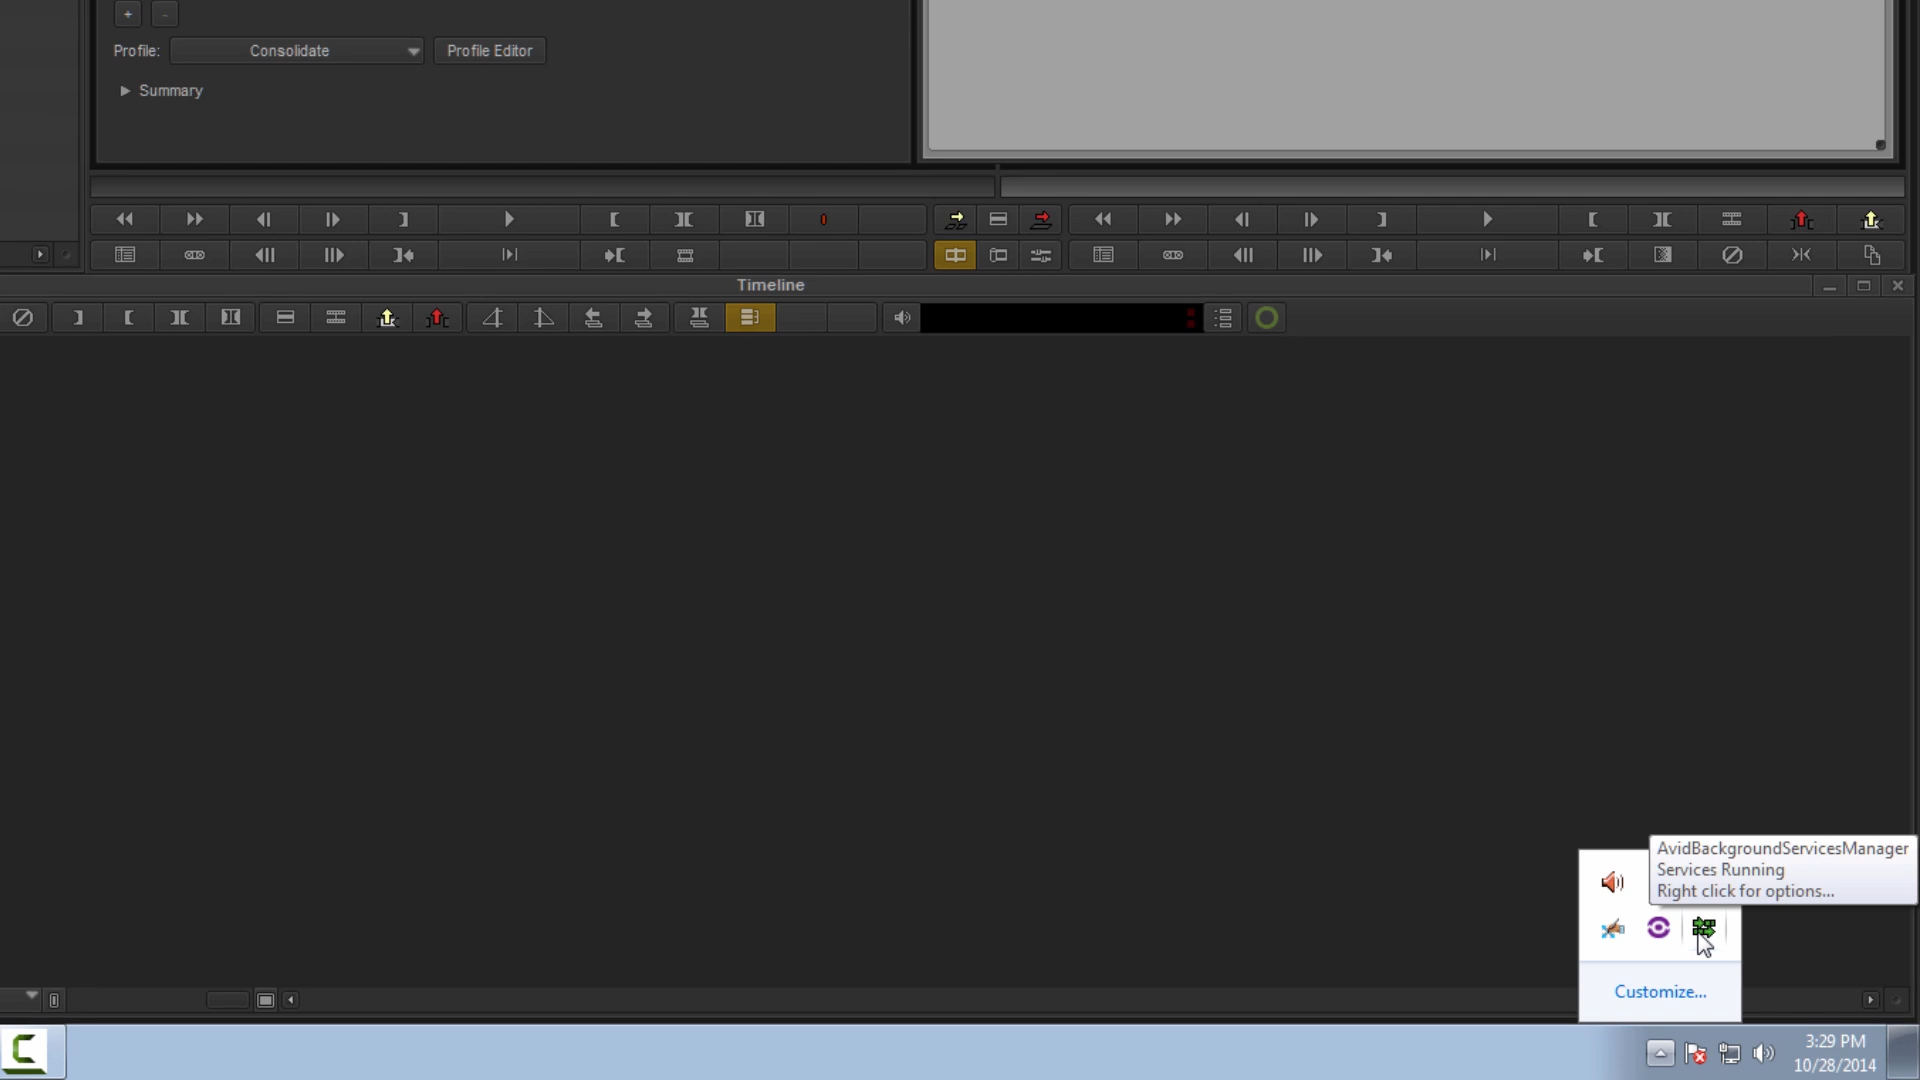 + -
Profile: Consolidate Profile Editor
Summary
Timeline
AvidBackgroundServicesManager
Services Running
Right click for options...
Customize...
3:29 PM
10/28/2014